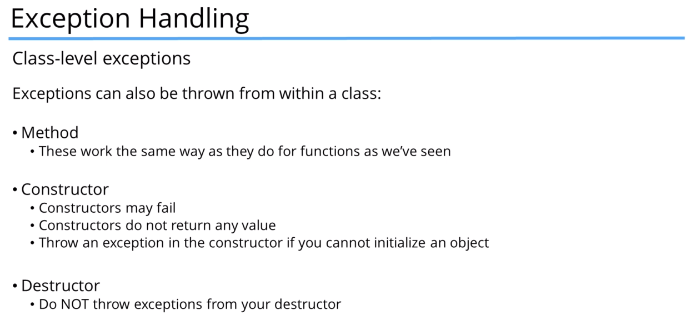 Exception Handling
Class-level exceptions
Exceptions can also be thrown from within a class:
• Method
• These work the same way as they do for functions as we've seen
• Constructor
• Constructors may fail
• Constructors do not return any value
• Throw an exception in the constructor if you cannot initialize an object
• Destructor
• Do NOT throw exceptions from your destructor